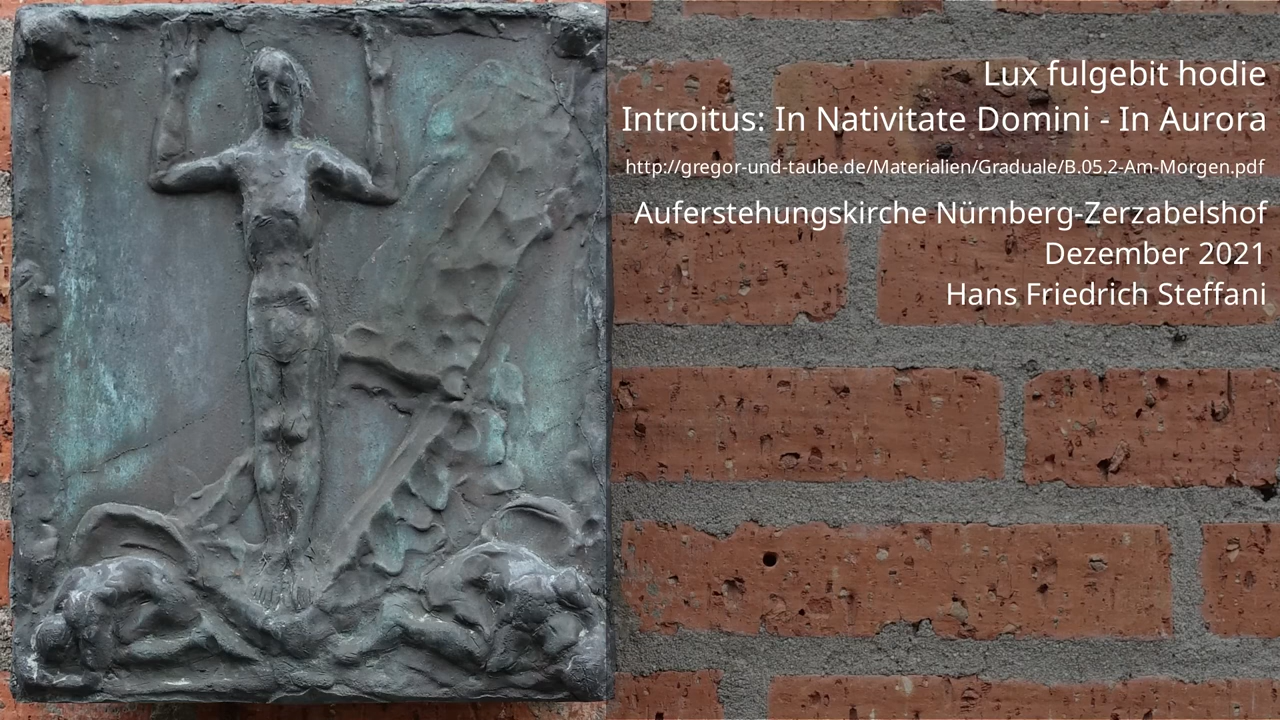 Lux fulgebit hodie
Introitus: In Nativitate Domini - In Aurora
http://gregor-und-taube.de/Materialien/Graduale/B.05.2-Am-Morgen.pdf
Auferstehungskirche Nürnberg-Zerzabelshof
Dezember 2021
Hans Friedrich Steffani